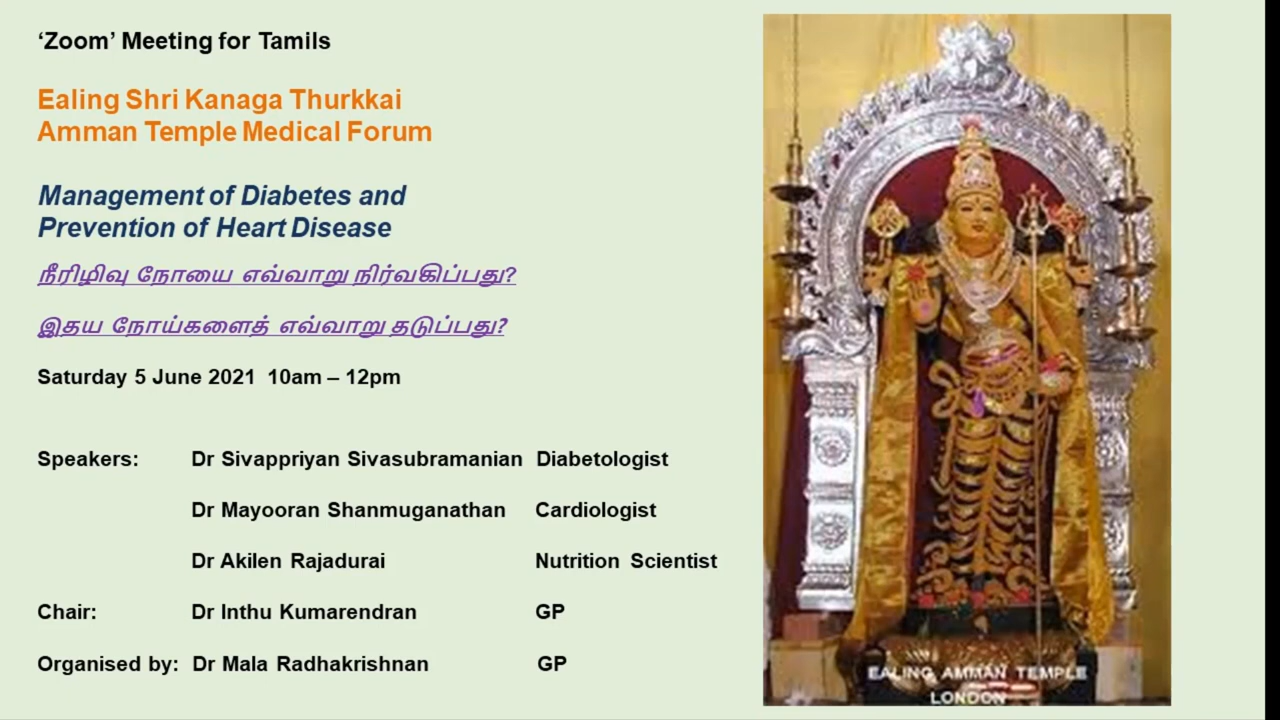 ‘Zoom’ Meeting for Tamils
Ealing Shri Kanaga Thurkkai
Amman Temple Medical Forum
Management of Diabetes and
Prevention of Heart Disease
நீரிழிவு நோயை எவ்வாறு நிர்வகிப்பது?
இதய நோய்களைத் எவ்வாறு தடுப்பது?
Saturday 5 June 2021 10am – 12pm
Speakers: Dr Sivappriyan Sivasubramanian Diabetologist
Dr Mayooran Shanmuganathan Cardiologist
Dr Akilen Rajadurai Nutrition Scientist
Chair: Dr Inthu Kumarendran GP
Organised by: Dr Mala Radhakrishnan GP
EALING AMMAN TEMPLE
LONDON